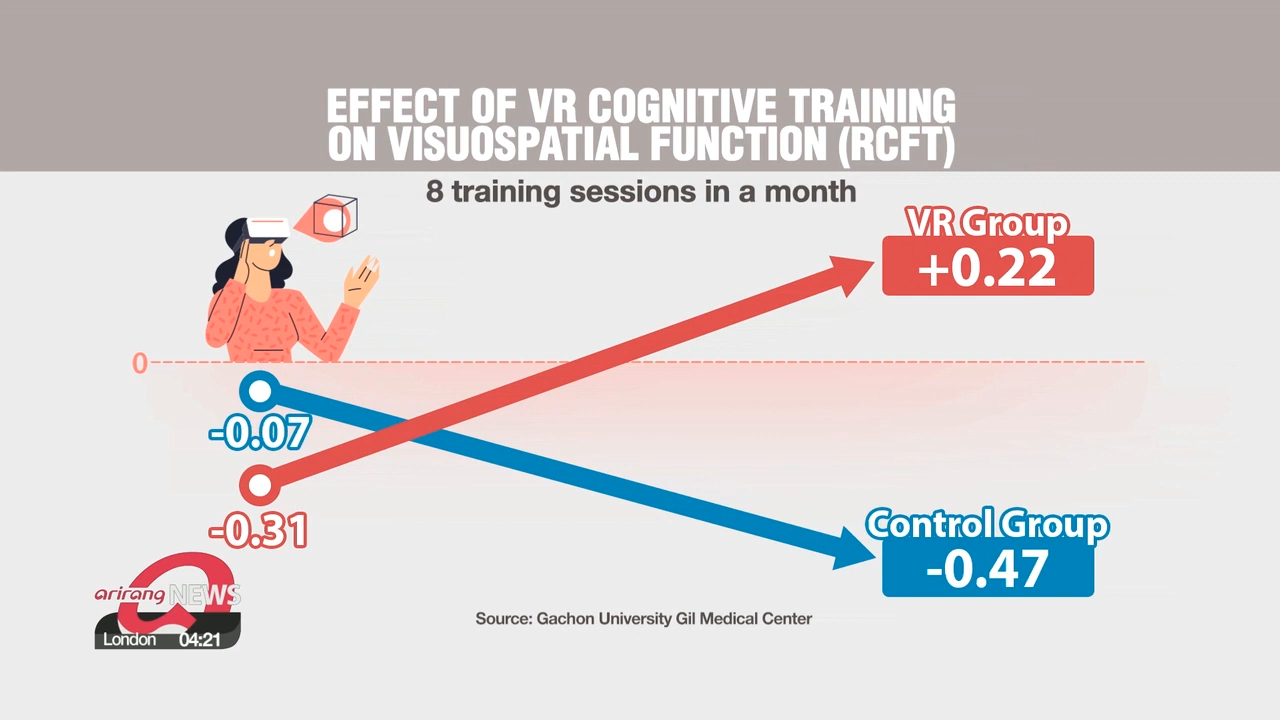 EFFECT OF VR COGNITIVE TRAINING
ON VISUOSPATIAL FUNCTION (RCFT)
8 training sessions in a month
VR Group
+0.22
0
-0.07
-0.31
Control Group
-0.47
arirang NEWS
London 04:21
Source: Gachon University Gil Medical Center